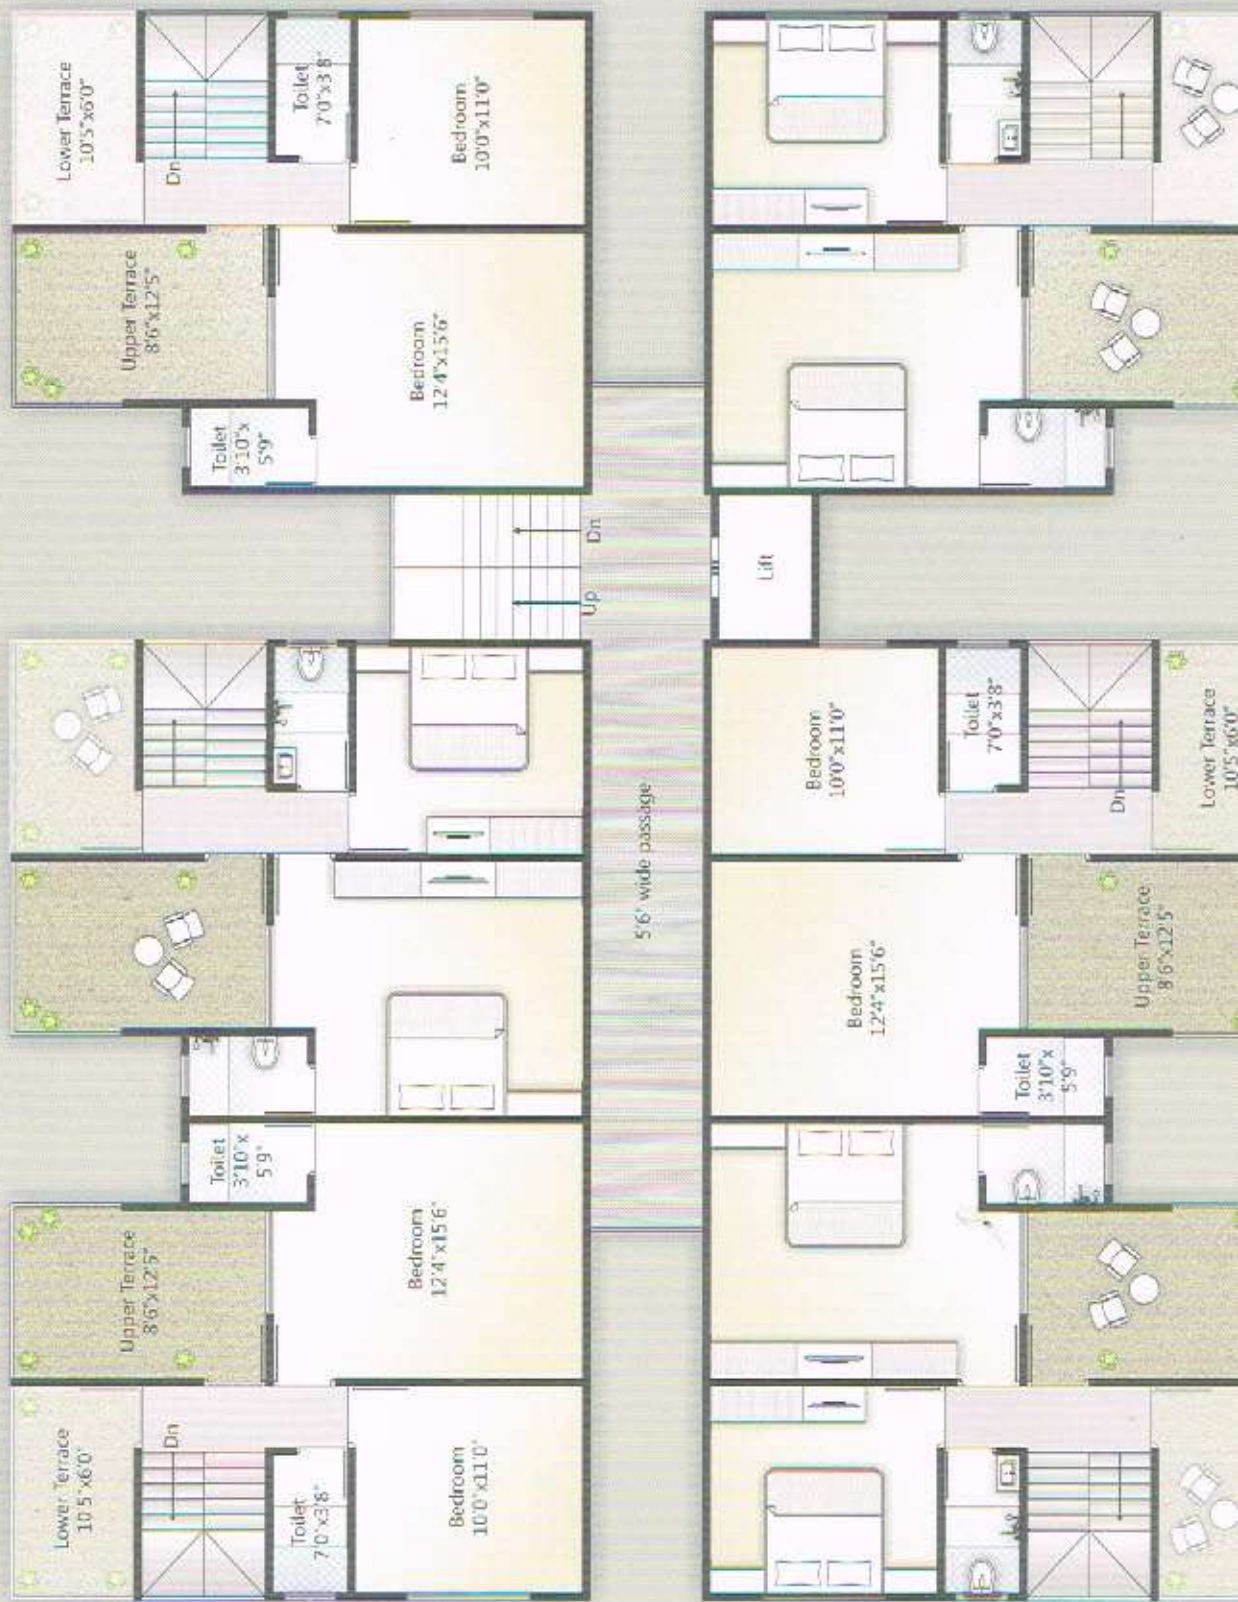 Lower Terrace
10'5"x6'0"
Dn
Toilet
7'0"x3'8"
Bedroom
10'0"x11'0"
Upper Terrace
8'6"x12'5"
Bedroom
12'4"x15'6"
Toilet
3'10"x
5'9"
Dn
Up
Lift
Bedroom
10'0"x11'0"
Toilet
7'0"x3'8"
Dn
Lower Terrace
10'5"x6'0"
5'6' wide passage
Bedroom
12'4"x15'6"
Upper Terrace
8'6"x12'5"
Toilet
3'10"x
5'9"
Toilet
3'10"x
5'9"
Upper Terrace
8'6"x12'5"
Bedroom
12'4"x15'6"
Lower Terrace
10'5"x6'0"
Dn
Toilet
7'0"x3'8"
Bedroom
10'0"x11'0"